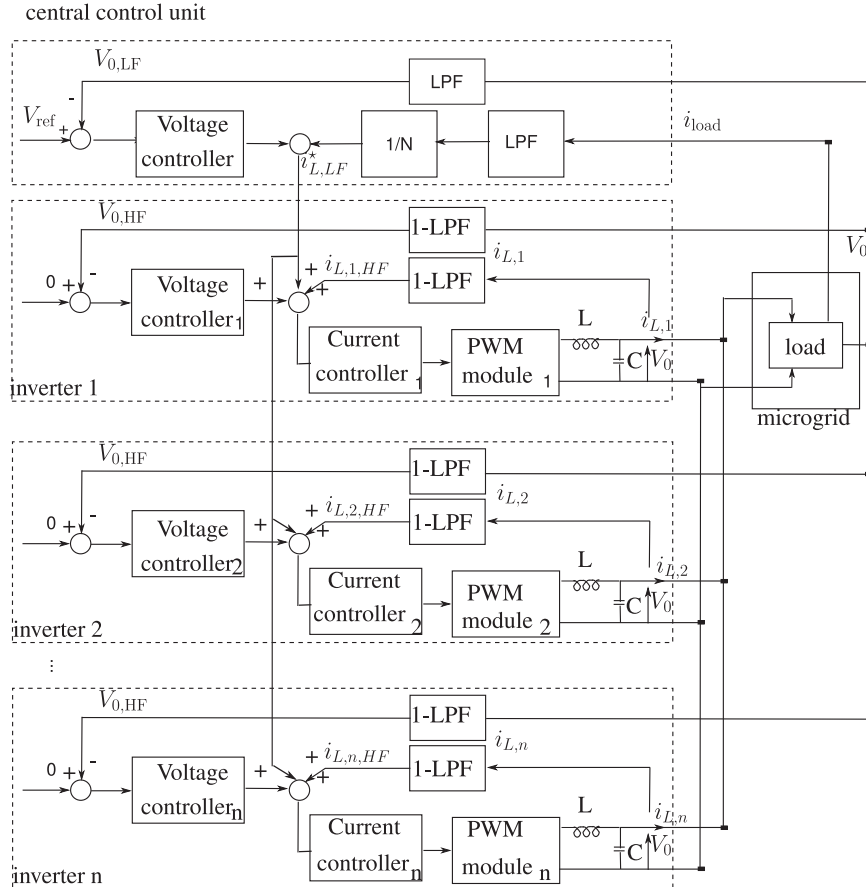 central control unit
V0,LF
LPF
-
Vref
+
Voltage
controller
1/N
LPF
iload
i⋆L,LF
V0,HF
1-LPF
V0
0
+
-
Voltage
controller1
+
+
iL,1,HF
+
1-LPF
iL,1
Current
controller1
PWM
module 1
L
C
iL,1
V0
load
microgrid
inverter 1
V0,HF
1-LPF
0
+
-
Voltage
controller2
+
+
iL,2,HF
+
1-LPF
iL,2
Current
controller2
PWM
module 2
L
C
iL,2
V0
inverter 2
...
V0,HF
1-LPF
0
+
-
Voltage
controllern
+
+
iL,n,HF
+
1-LPF
iL,n
Current
controllern
PWM
module n
L
C
iL,n
V0
inverter n